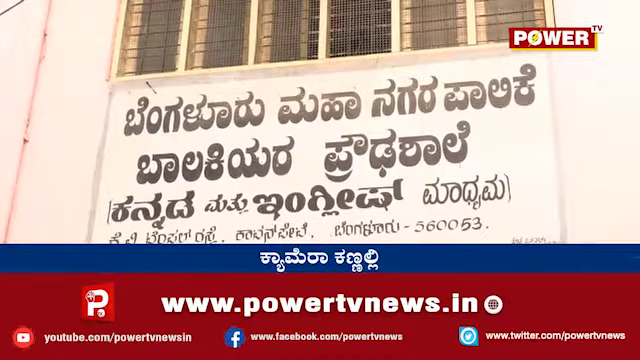 POWER TV
ಬೆಂಗಳೂರು ಮಹಾ ನಗರ ಪಾಲಿಕೆ
ಬಾಲಕಿಯರ ಪ್ರೌಢಶಾಲೆ
(ಕನ್ನಡ ಮತ್ತು ಇಂಗ್ಲೀಷ್ ಮಾಧ್ಯಮ)
ಬೆಂಗಳೂರು - 560053.
ಕ್ಯಾಮೆರಾ ಕಣ್ಣಲ್ಲಿ
www.powertvnews.in
youtube.com/powertvnewsin
www.facebook.com/powertvnews
www.twitter.com/powertvnews